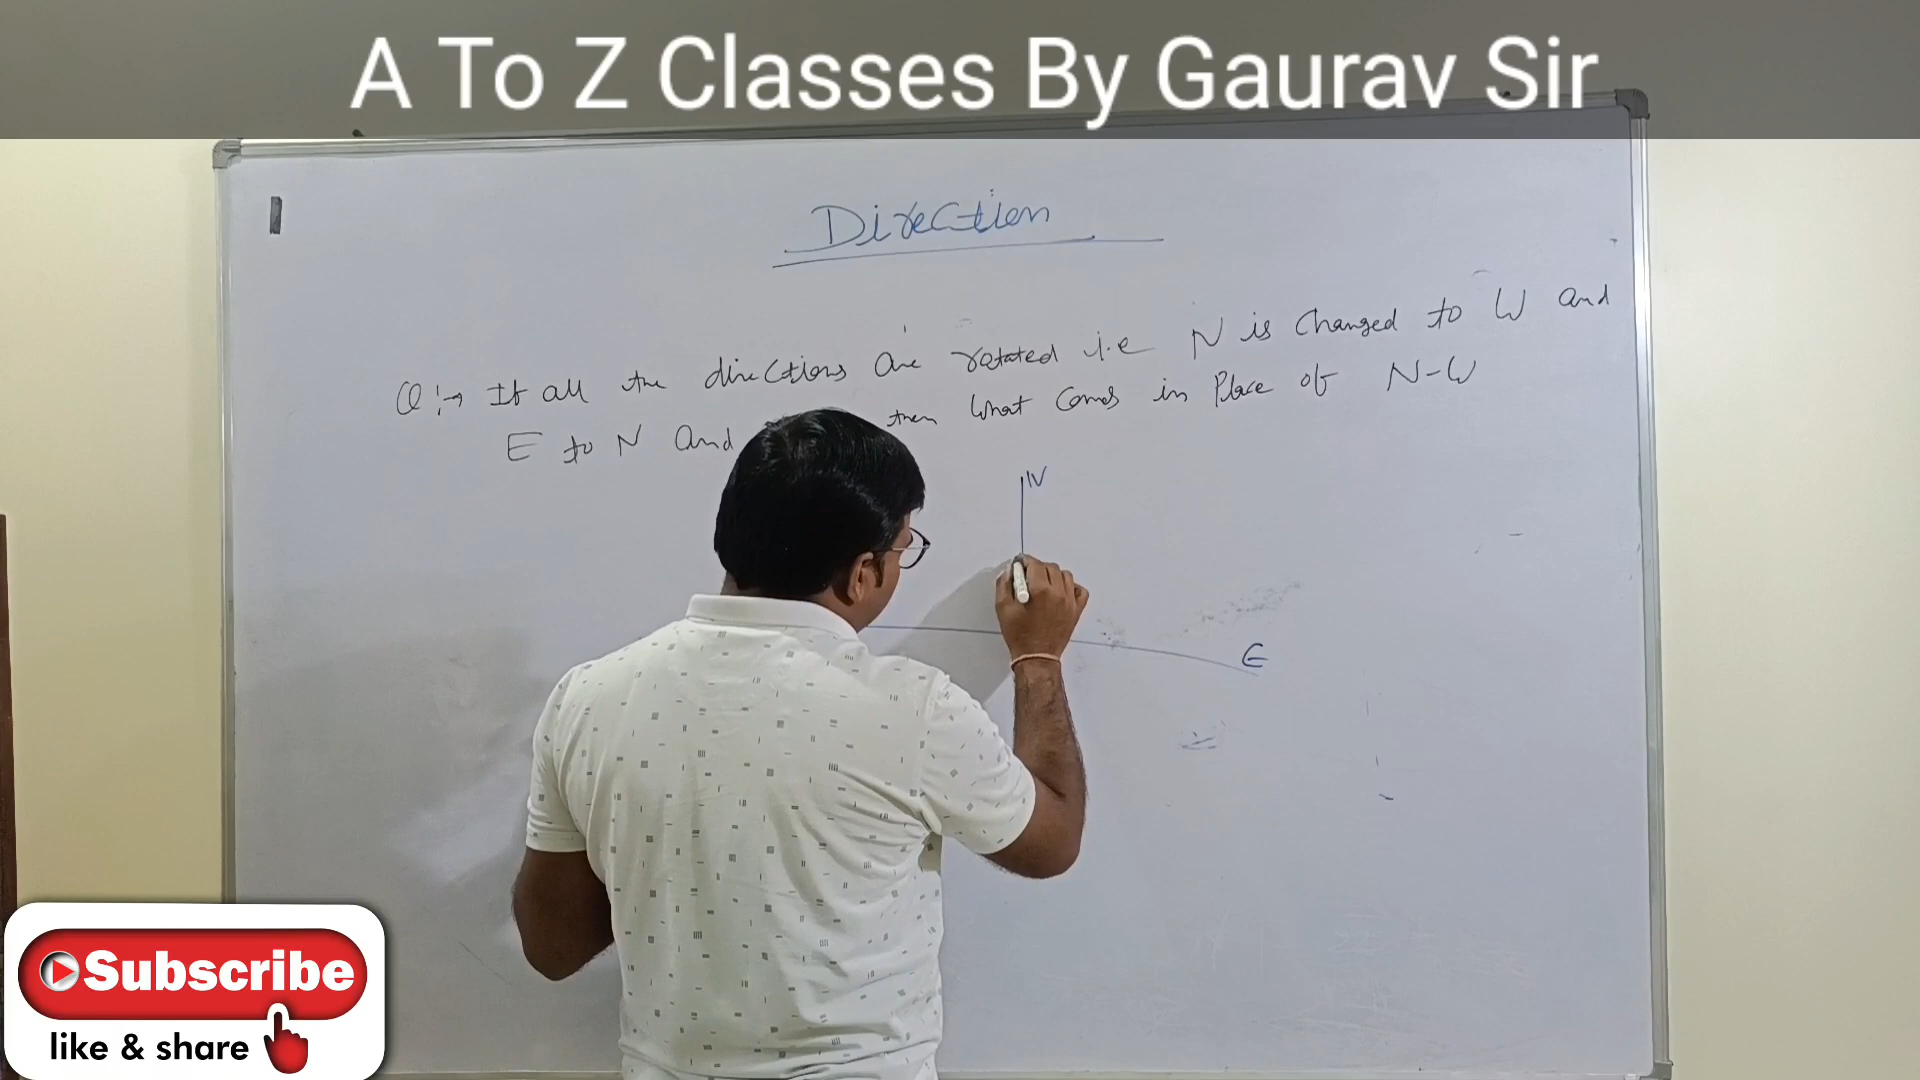 A To Z Classes By Gaurav Sir
Direction
Q:→ If all the directions are rotated i.e N is changed to W and
E to N and then what comes in place of N-W
N
E
Subscribe
like & share